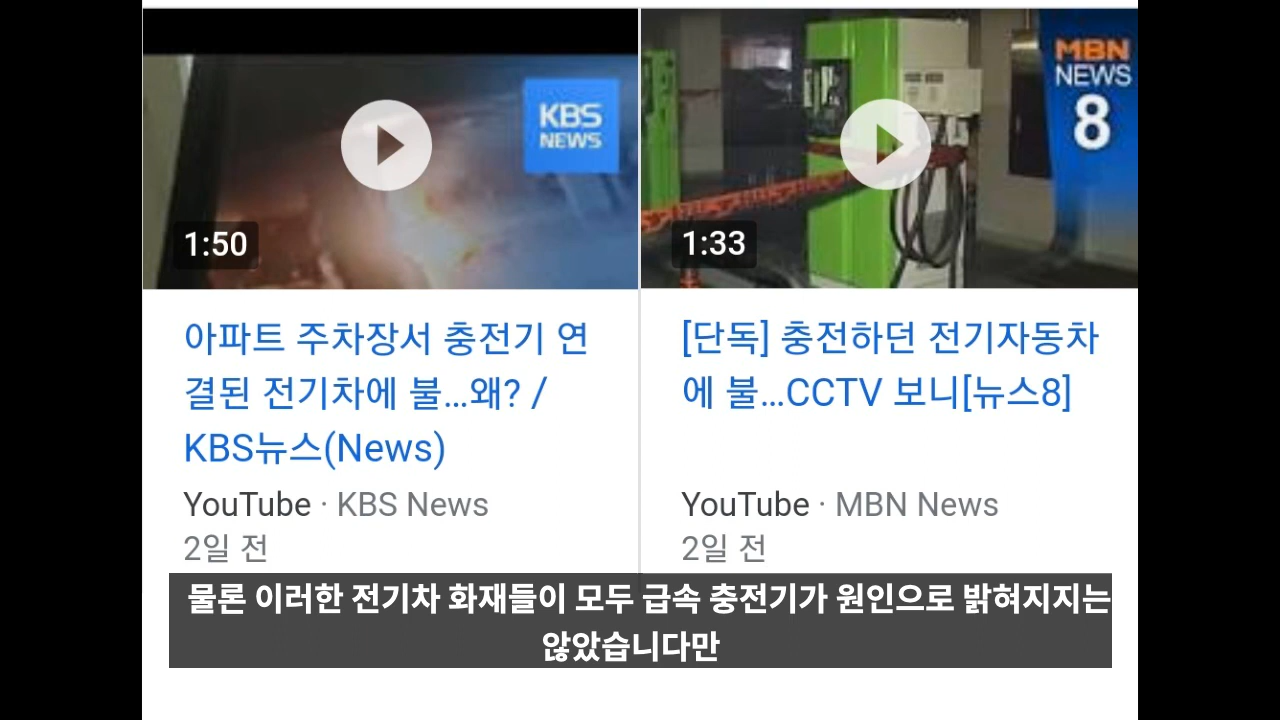 KBS
NEWS
1:50
MBN
NEWS
8
1:33
아파트 주차장서 충전기 연
결된 전기차에 불...왜? /
KBS뉴스(News)
YouTube · KBS News
2일 전
[단독] 충전하던 전기자동차
에 불...CCTV 보니[뉴스8]
YouTube · MBN News
2일 전
물론 이러한 전기차 화재들이 모두 급속 충전기가 원인으로 밝혀지지는
않았습니다만